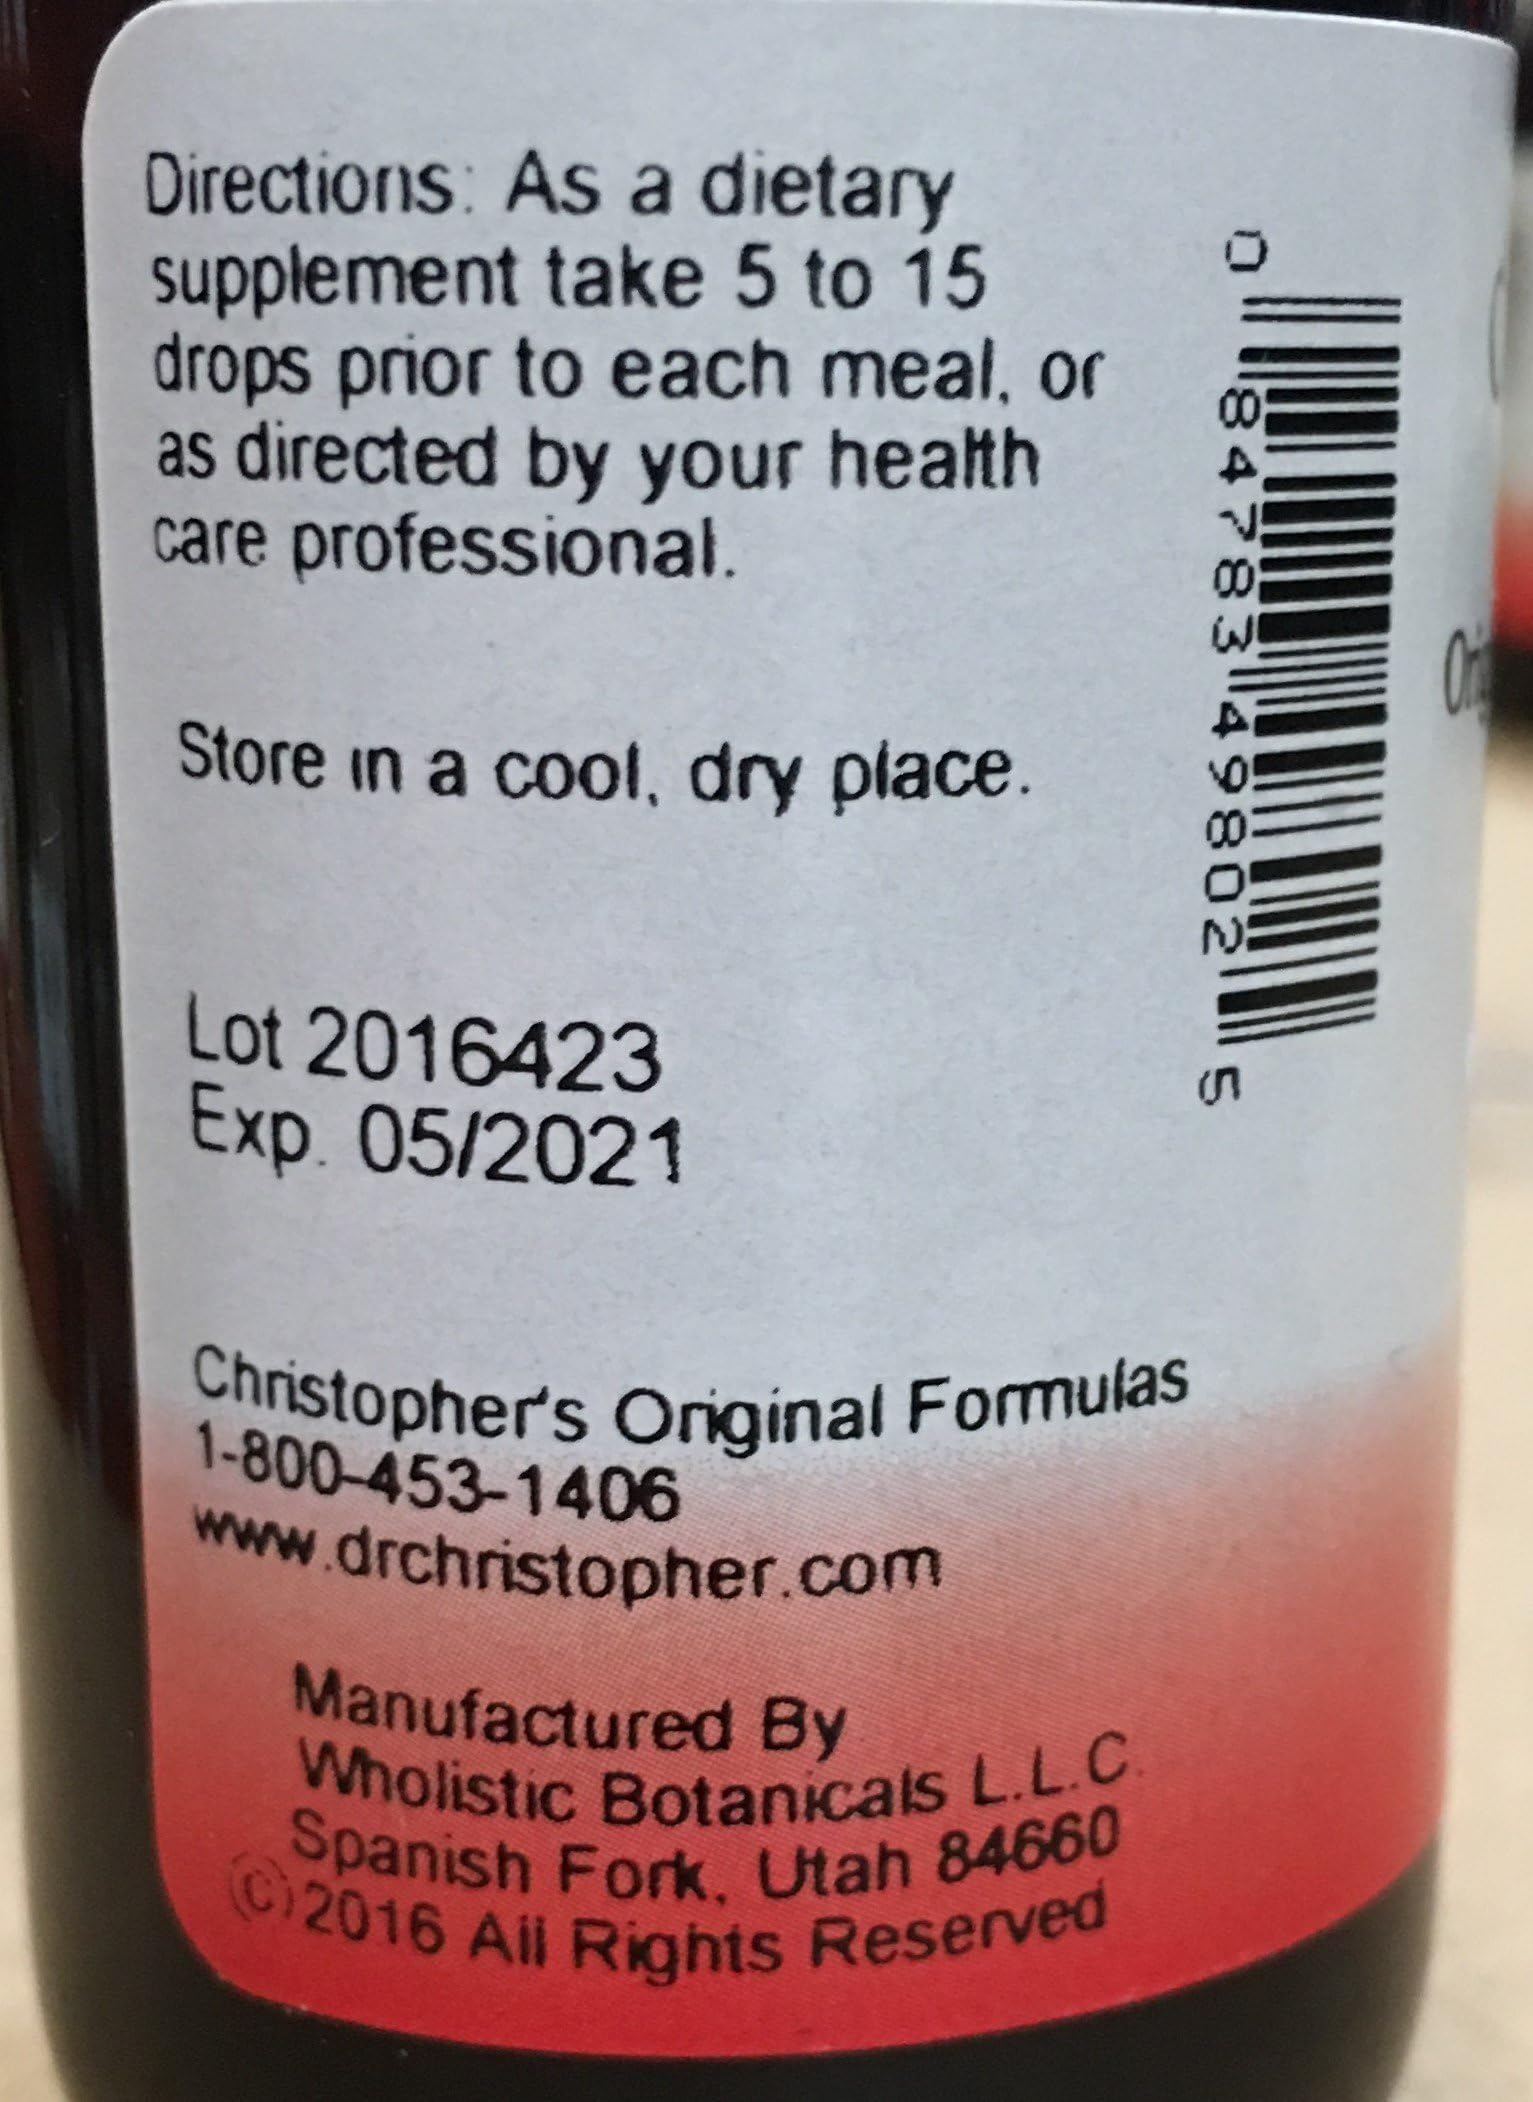 Directions: As a dietary
supplement take 5 to 15
drops prior to each meal, or
as directed by your health
care professional.
Store in a cool, dry place.
Lot 2016423
Exp. 05/2021
Christopher's Original Formulas
1-800-453-1406
www.drchristopher.com
Manufactured By
Wholistic Botanicals L.L.C.
Spanish Fork, Utah 84660
(c)2016 All Rights Reserved
0 84783 49802 5